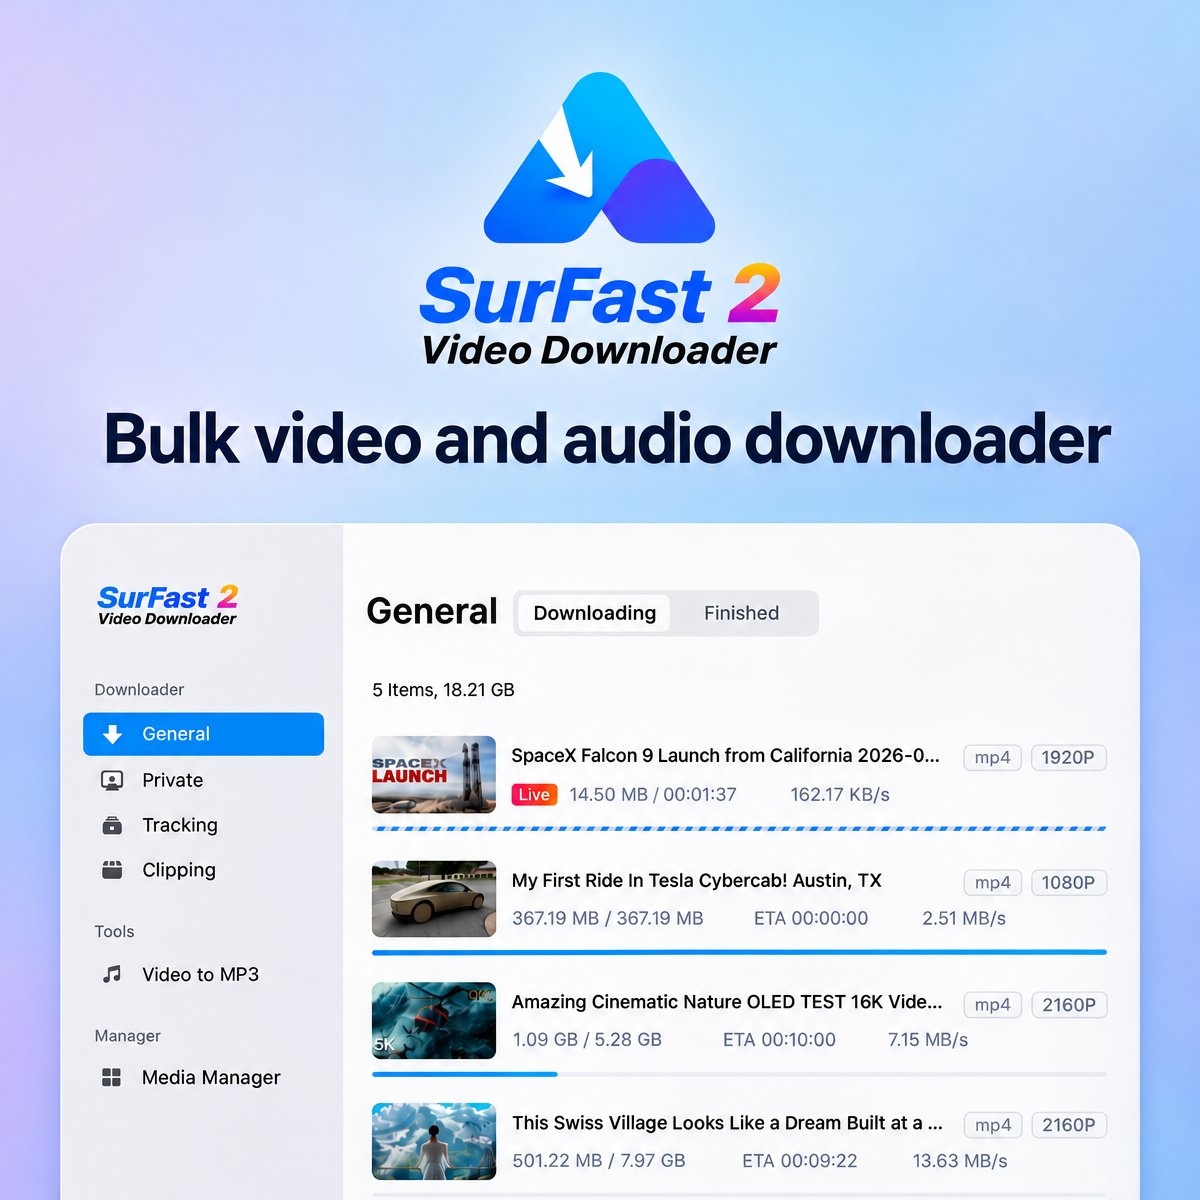 SurFast 2
Video Downloader
Bulk video and audio downloader
SurFast 2
Video Downloader
Downloader
General
Private
Tracking
Clipping
Tools
Video to MP3
Manager
Media Manager
General
Downloading
Finished
5 Items, 18.21 GB
SPACEX
LAUNCH
SpaceX Falcon 9 Launch from California 2026-0...
mp4
1920P
Live
14.50 MB / 00:01:37
162.17 KB/s
My First Ride In Tesla Cybercab! Austin, TX
mp4
1080P
367.19 MB / 367.19 MB
ETA 00:00:00
2.51 MB/s
5K
Amazing Cinematic Nature OLED TEST 16K Vide...
mp4
2160P
1.09 GB / 5.28 GB
ETA 00:10:00
7.15 MB/s
This Swiss Village Looks Like a Dream Built at a ...
mp4
2160P
501.22 MB / 7.97 GB
ETA 00:09:22
13.63 MB/s